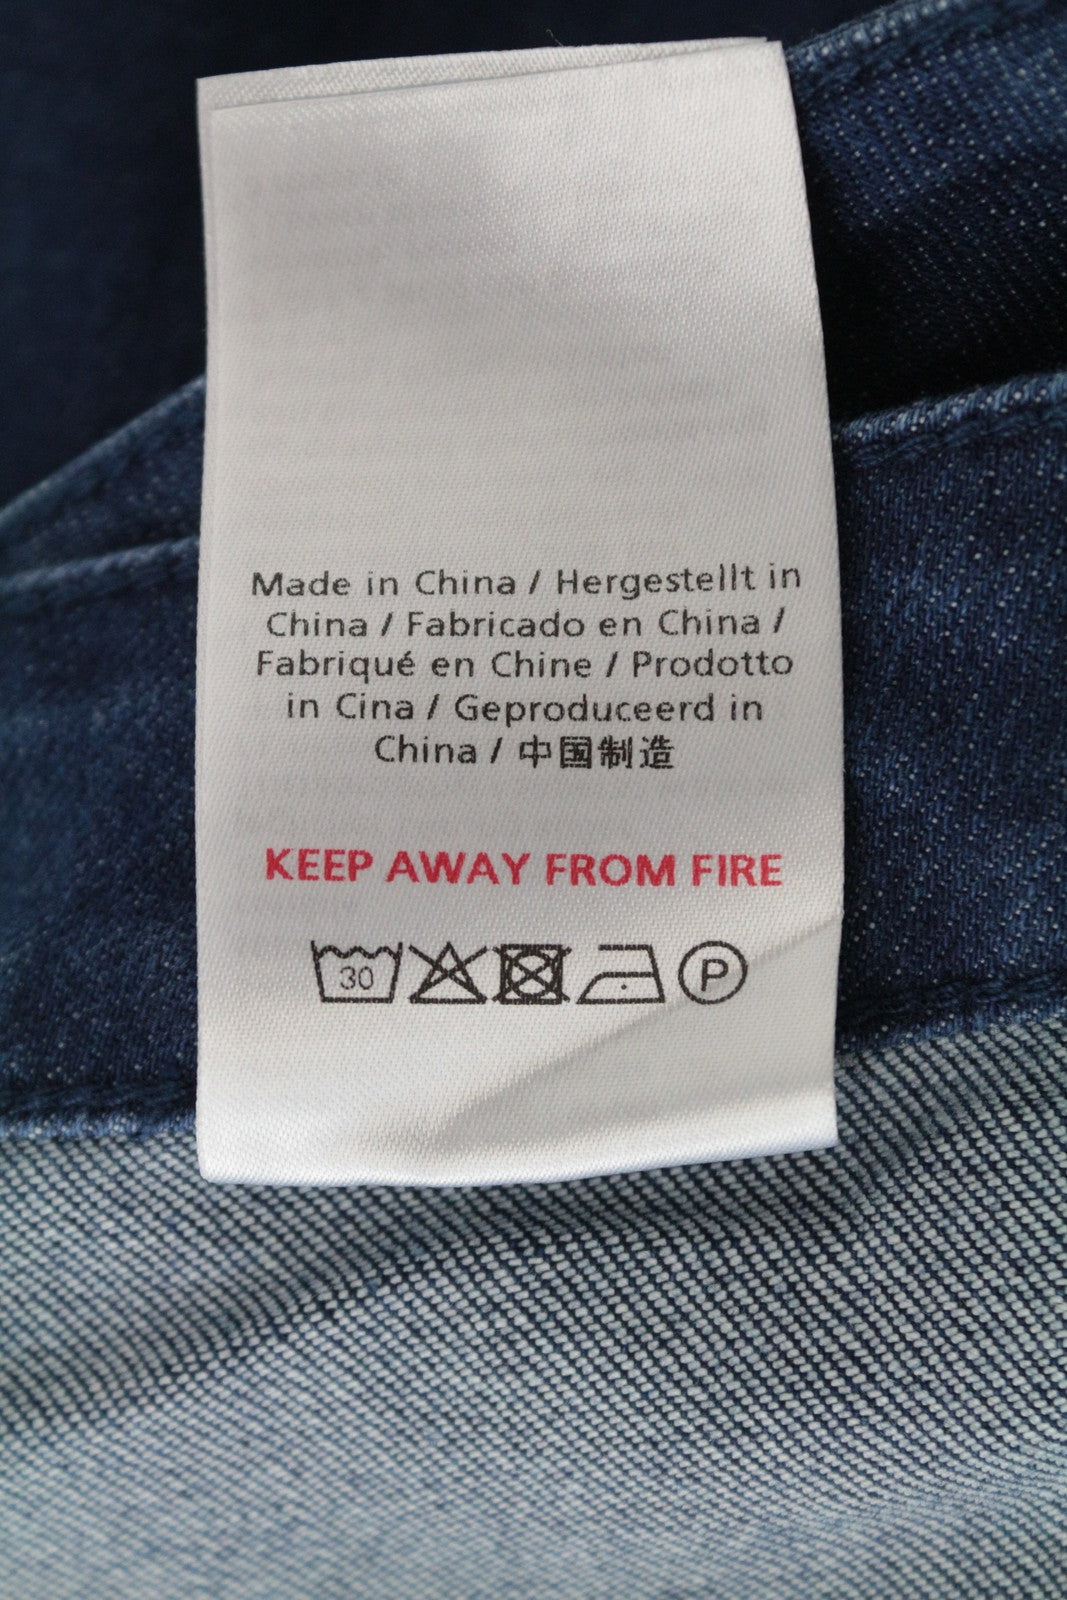 Made in China / Hergestellt in
China / Fabricado en China /
Fabriqué en Chine / Prodotto
in Cina / Geproduceerd in
China / 中国制造
KEEP AWAY FROM FIRE
30 P